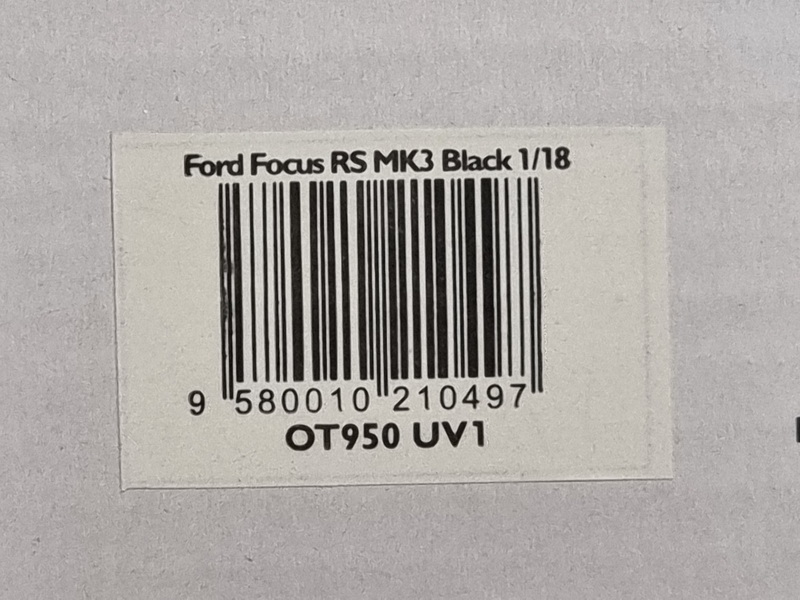 Ford Focus RS MK3 Black 1/18
9 580010 210497
OT950 UV1